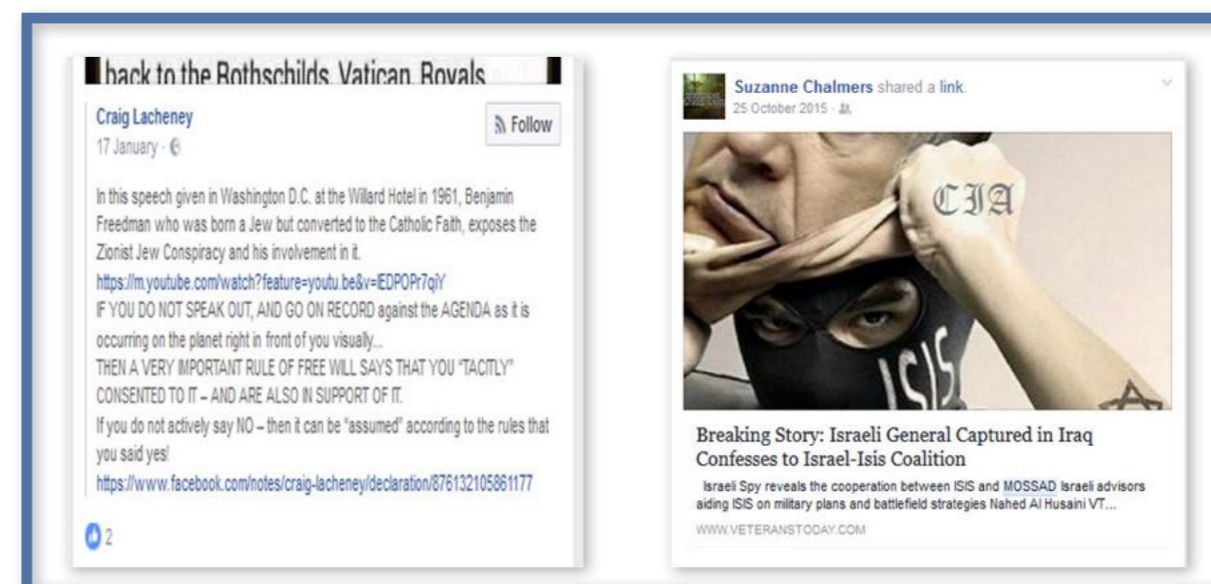 back to the Rothschilds, Vatican, Royals
Craig Lacheney
Follow
17 January
In this speech given in Washington D.C. at the Willard Hotel in 1961, Benjamin
Freedman who was born a Jew but converted to the Catholic Faith, exposes the
Zionist Jew Conspiracy and his involvement in it.
https://m.youtube.com/watch?feature=youtu.be&v=IEDPOPr7qiY
IF YOU DO NOT SPEAK OUT, AND GO ON RECORD against the AGENDA as it is
occurring on the planet right in front of you visually...
THEN A VERY IMPORTANT RULE OF FREE WILL SAYS THAT YOU "TACITLY"
CONSENTED TO IT – AND ARE ALSO IN SUPPORT OF IT.
If you do not actively say NO – then it can be "assumed" according to the rules that
you said yes!
https://www.facebook.com/notes/craig-lacheney/declaration/876132105861177
2
Suzanne Chalmers shared a link.
25 October 2015
CIA
ISIS
Breaking Story: Israeli General Captured in Iraq
Confesses to Israel-Isis Coalition
Israeli Spy reveals the cooperation between ISIS and MOSSAD Israeli advisors
aiding ISIS on military plans and battlefield strategies Nahed Al Husaini VT...
WWW.VETERANSTODAY.COM